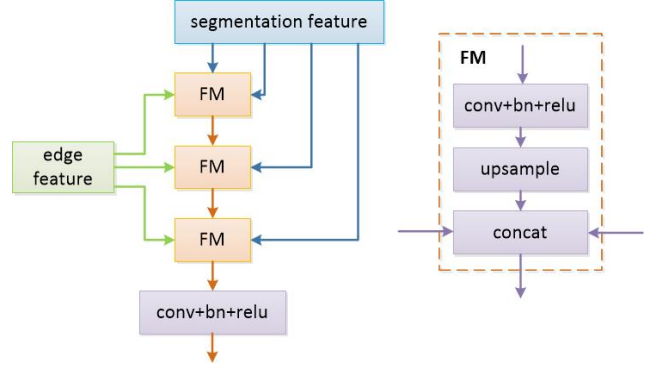 segmentation feature
FM
edge
feature
FM
FM
conv+bn+relu
FM
conv+bn+relu
upsample
concat